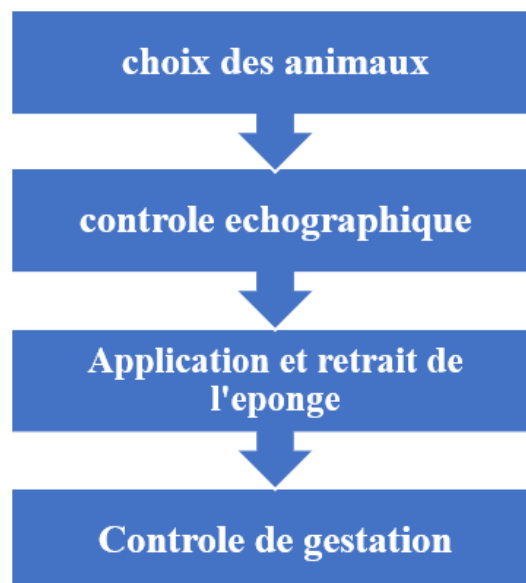 choix des animaux
controle echographique
Application et retrait de
l'eponge
Controle de gestation